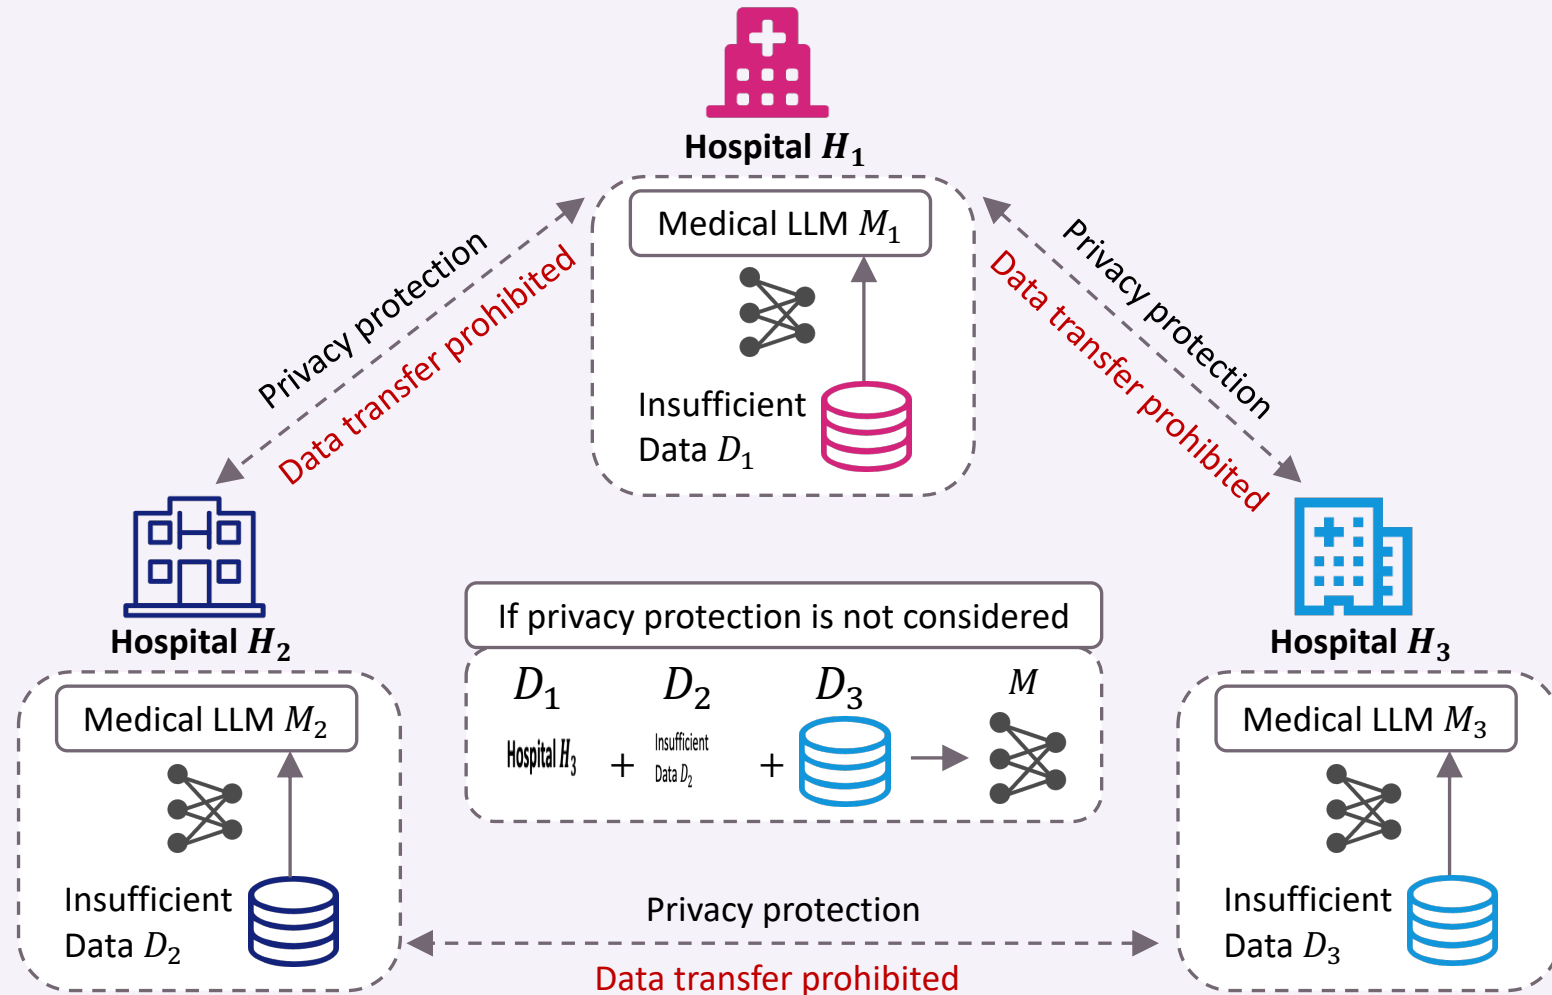 Hospital H₁
Medical LLM M₁
Insufficient
Data D₁
Privacy protection
Data transfer prohibited
Privacy protection
Data transfer prohibited
Hospital H₂
Medical LLM M₂
Insufficient
Data D₂
If privacy protection is not considered
D₁ D₂ D₃ M
Hospital H₃ + Insufficient
Data D₂ +
Hospital H₃
Medical LLM M₃
Insufficient
Data D₃
Privacy protection
Data transfer prohibited